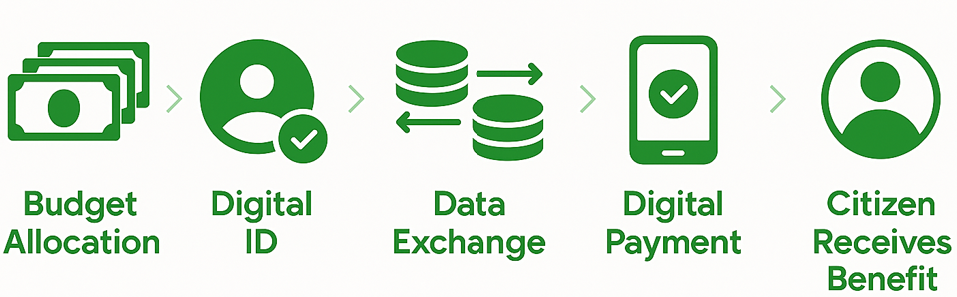 Budget
Allocation
Digital
ID
Data
Exchange
Digital
Payment
Citizen
Receives
Benefit